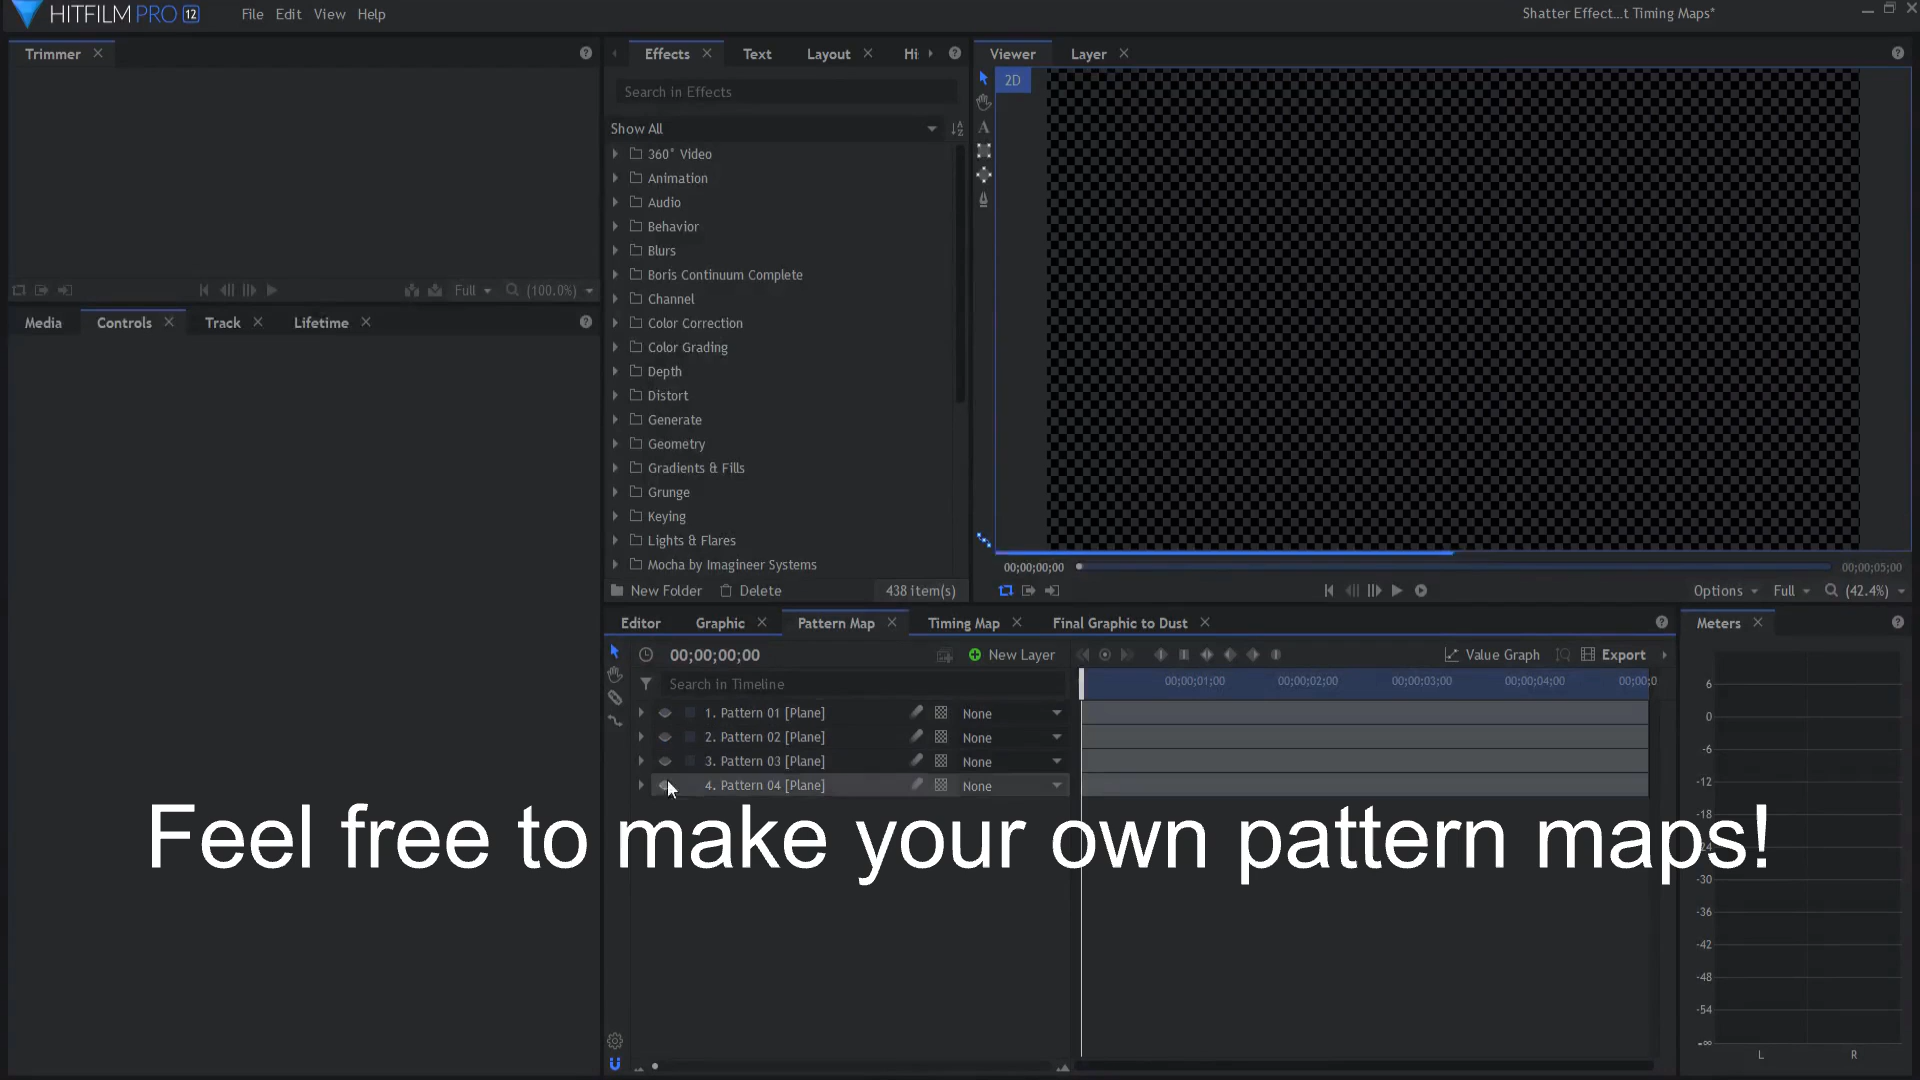 HITFILM PRO 12
File Edit View Help
Shatter Effect...t Timing Maps*
Trimmer
Effects Text Layout Hi
Viewer Layer
Search in Effects
2D
Show All
360° Video
Animation
Audio
Behavior
Blurs
Boris Continuum Complete
Channel
Color Correction
Color Grading
Depth
Distort
Generate
Geometry
Gradients & Fills
Grunge
Keying
Lights & Flares
Mocha by Imagineer Systems
Full (100.0%)
Media Controls Track Lifetime
00;00;00;00 00;00;05;00
New Folder Delete 438 item(s)
Options Full (42.4%)
Editor Graphic Pattern Map Timing Map Final Graphic to Dust
Meters
00;00;00;00 New Layer Value Graph Export
Search in Timeline
00;00;01;00 00;00;02;00 00;00;03;00 00;00;04;00 00;00;0
1. Pattern 01 [Plane] None
2. Pattern 02 [Plane] None
3. Pattern 03 [Plane] None
4. Pattern 04 [Plane] None
Feel free to make your own pattern maps!
6
0
-6
-12
-18
-24
-30
-36
-42
-48
-54
-∞
L R